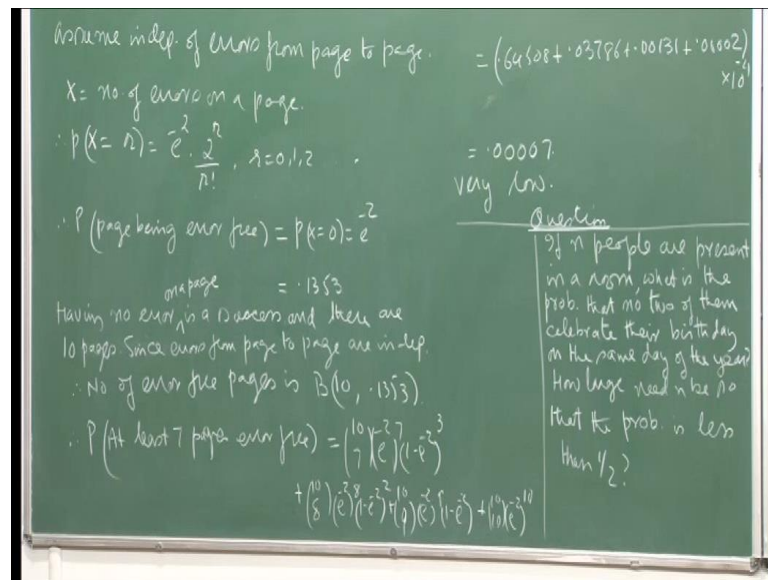 Assume indep. of errors from page to page.
X = no. of errors on a page.
∴ P(X = r) = e^{-2} · 2^r / r! , r = 0, 1, 2 .
∴ P(page being error free) = P(X=0) = e^{-2}
= .1353
Having no error on a page is a success and there are
10 pages. Since errors from page to page are indep.
∴ No of error free pages is B(10, .1353).
∴ P(At least 7 pages error free) = (10 7)(e^{-2})^7(1-e^{-2})^3
+ (10 8)(e^{-2})^8(1-e^{-2})^2 + (10 9)(e^{-2})^9(1-e^{-2}) + (10 10)(e^{-2})^{10}
= (.64508 + .03786 + .00131 + .00002)
×10^{-4}
= .00007
very low.
Question
If n people are present
in a room, what is the
prob. that no two of them
celebrate their birthday
on the same day of the year?
How large need n be so
that the prob. is less
than 1/2?